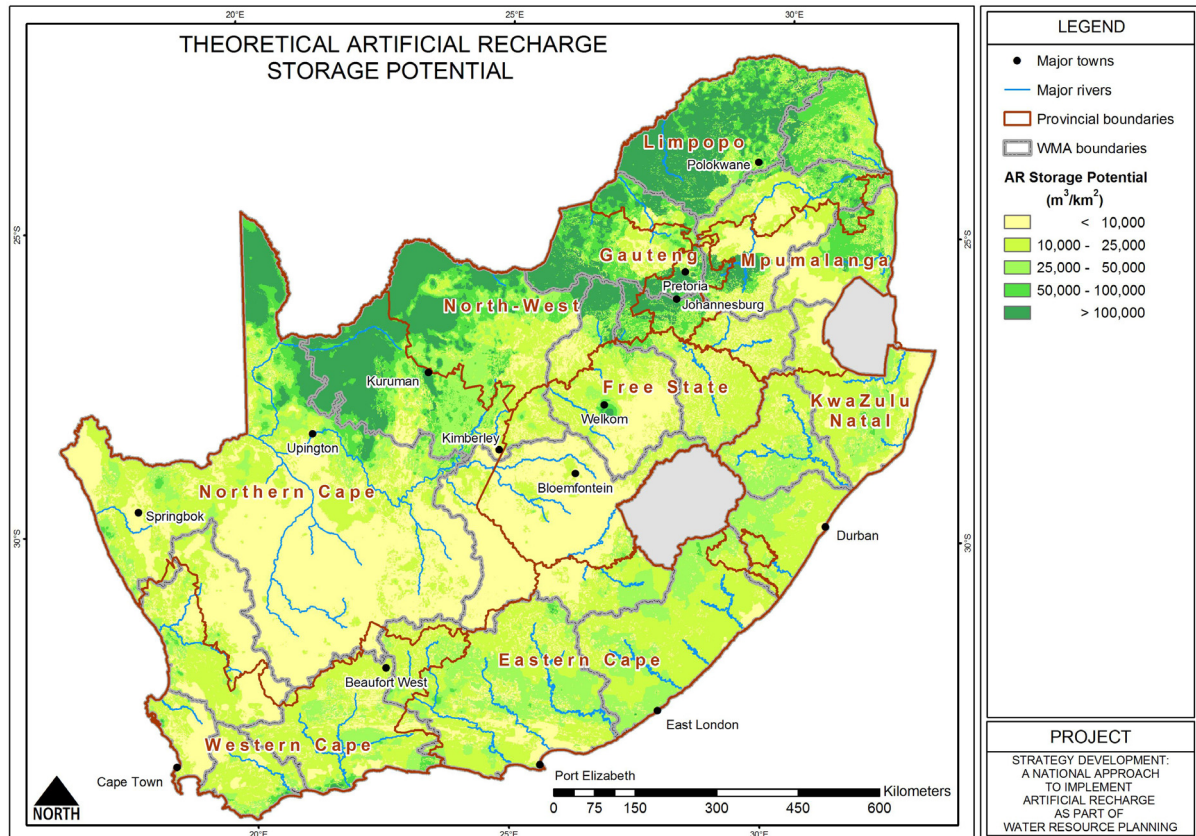 THEORETICAL ARTIFICIAL RECHARGE
STORAGE POTENTIAL
20°E
25°E
30°E
25°S
25°S
30°S
30°S
20°E
25°E
30°E
Limpopo
Polokwane
Gauteng
Mpumalanga
Pretoria
Johannesburg
North-West
Kuruman
Free State
Welkom
KwaZulu
Natal
Upington
Kimberley
Bloemfontein
Northern Cape
Springbok
Durban
Eastern Cape
Beaufort West
East London
Western Cape
Cape Town
Port Elizabeth
NORTH
Kilometers
0 75 150 300 450 600
LEGEND
Major towns
Major rivers
Provincial boundaries
WMA boundaries
AR Storage Potential
(m³/km²)
< 10,000
10,000 - 25,000
25,000 - 50,000
50,000 - 100,000
> 100,000
PROJECT
STRATEGY DEVELOPMENT:
A NATIONAL APPROACH
TO IMPLEMENT
ARTIFICIAL RECHARGE
AS PART OF
WATER RESOURCE PLANNING